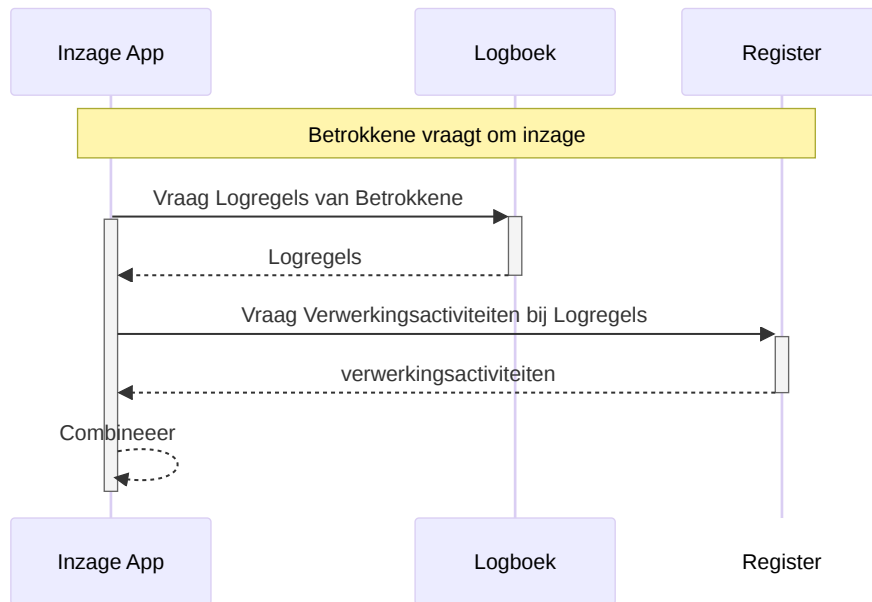 Inzage App
Logboek
Register
Betrokkene vraagt om inzage
Vraag Logregels van Betrokkene
Logregels
Vraag Verwerkingsactiviteiten bij Logregels
verwerkingsactiviteiten
Combineeer
Inzage App
Logboek
Register